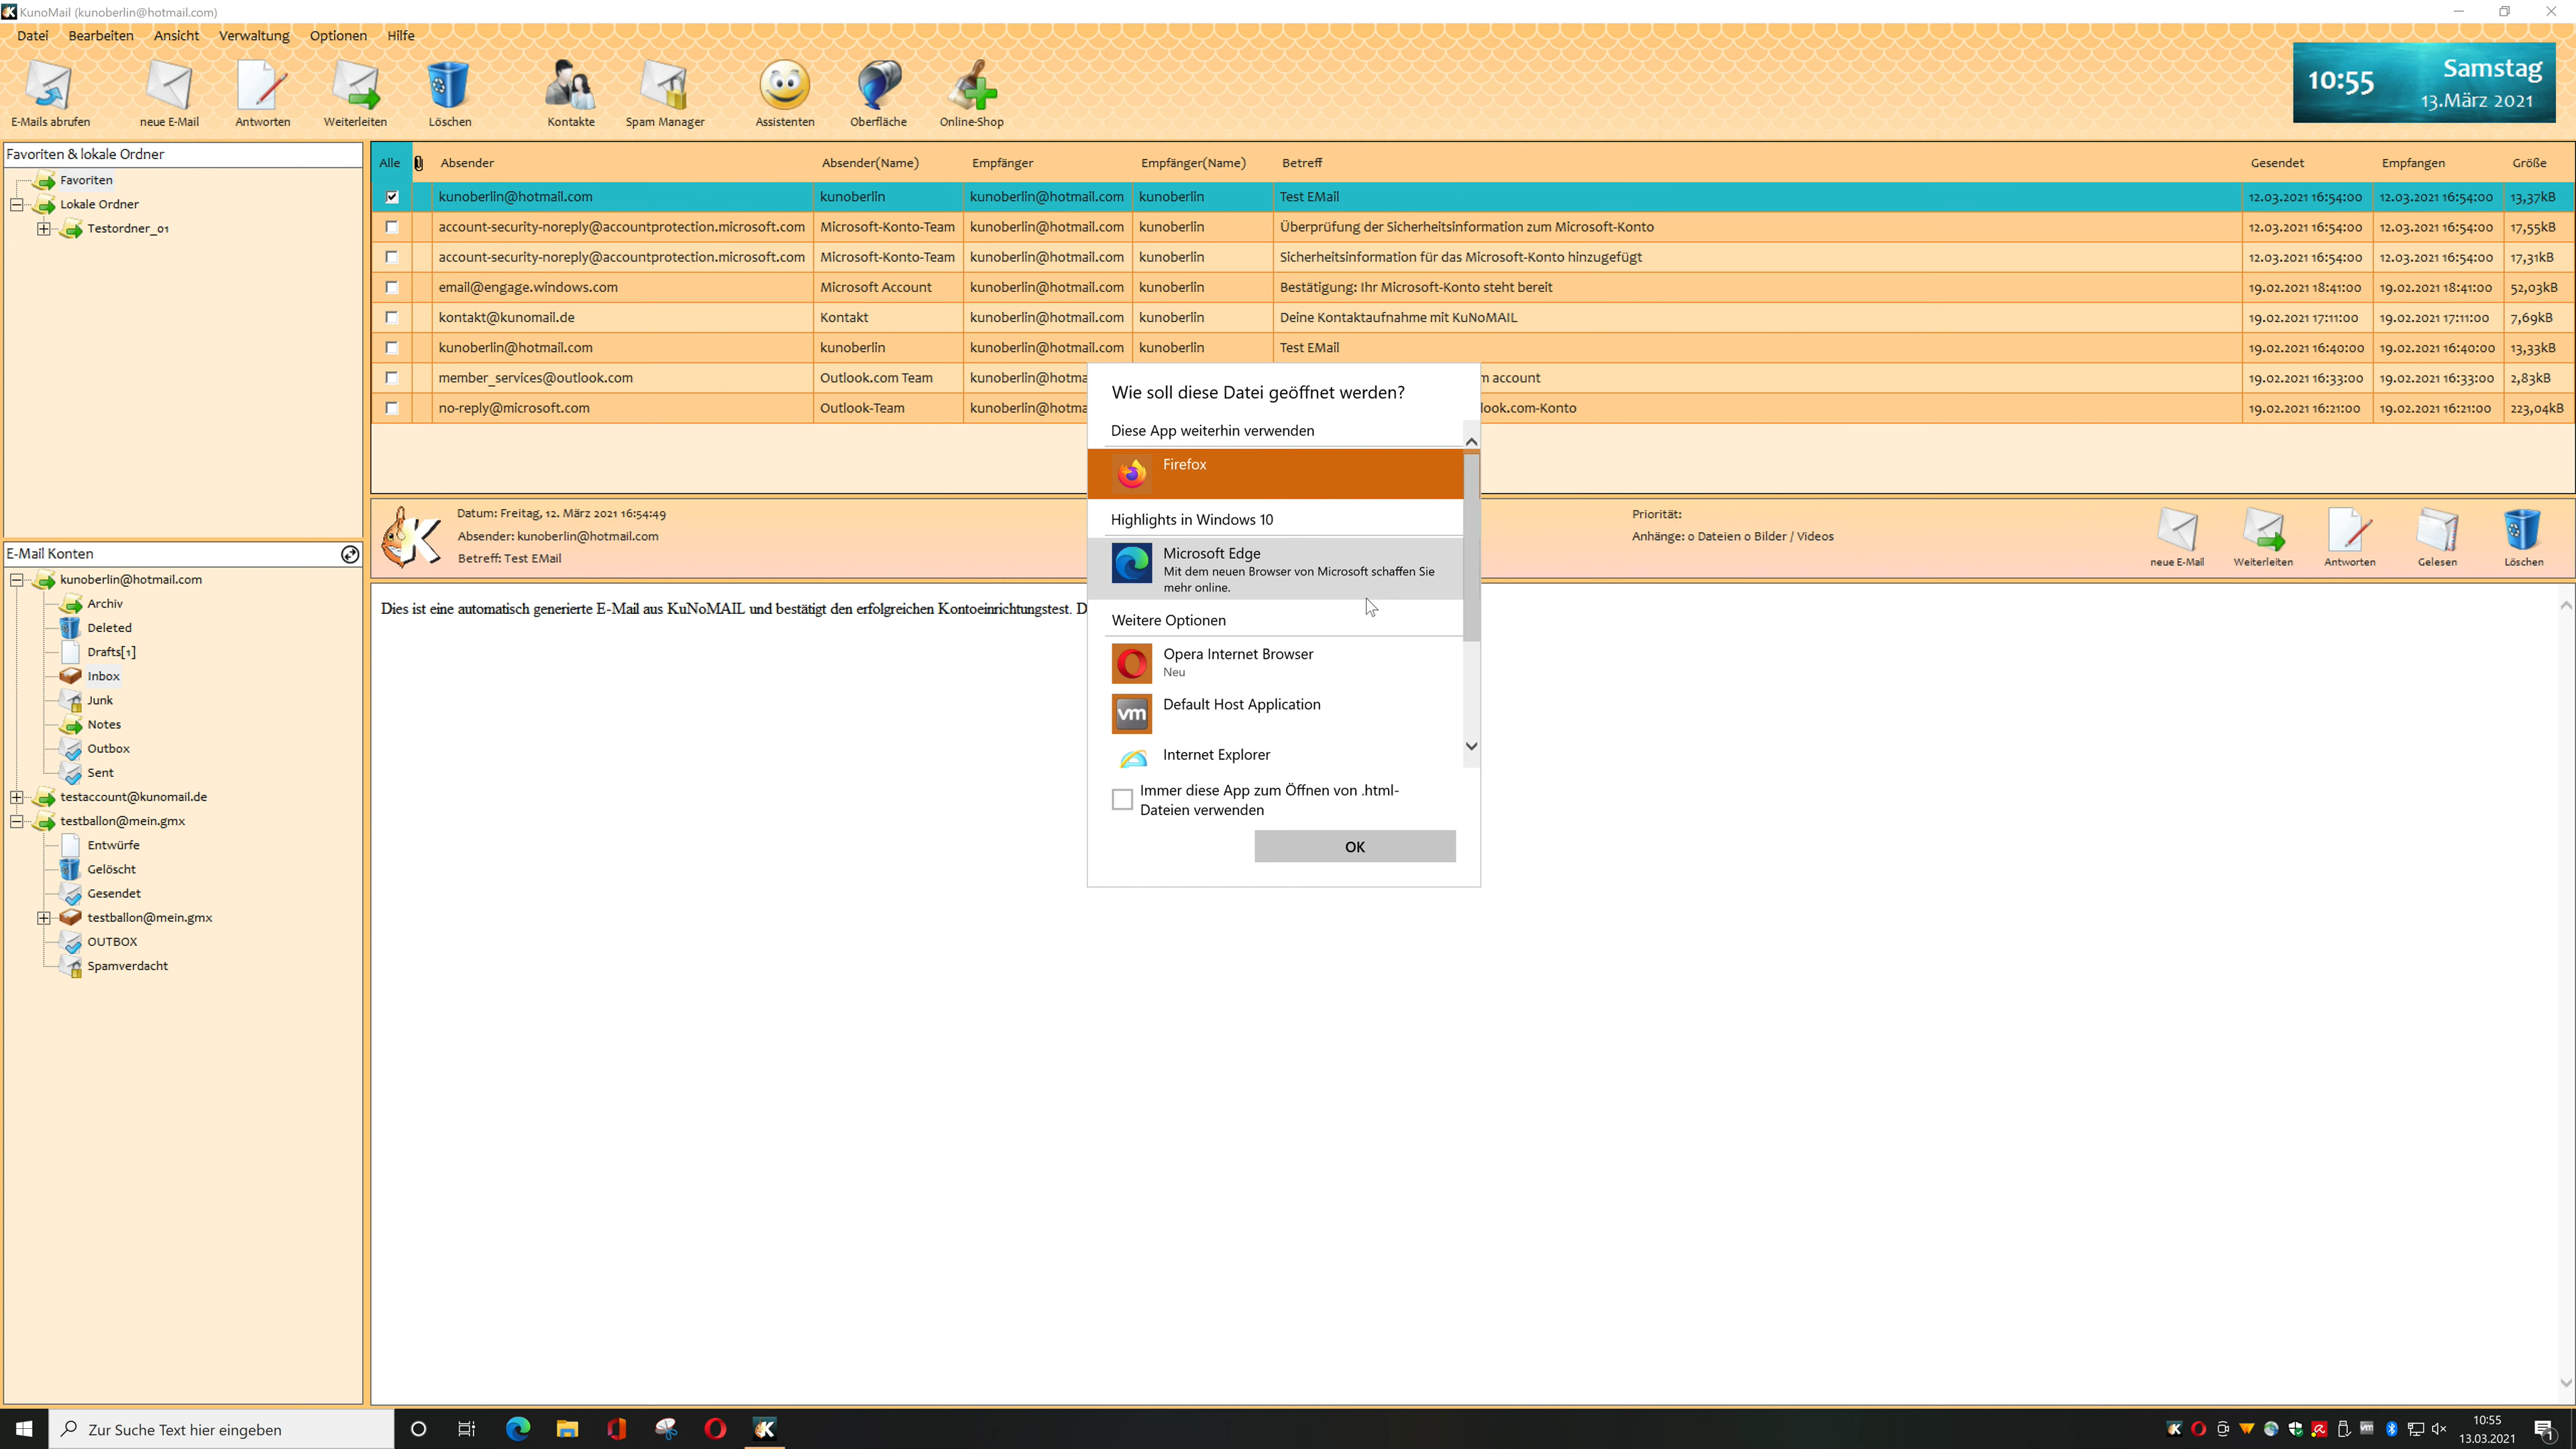 KunoMail (kunoberlin@hotmail.com)
Datei Bearbeiten Ansicht Verwaltung Optionen Hilfe
E-Mails abrufen neue E-Mail Antworten Weiterleiten Löschen Kontakte Spam Manager Assistenten Oberfläche Online-Shop
10:55 Samstag
13.März 2021
Favoriten & lokale Ordner
Favoriten
Lokale Ordner
Testordner_01
Alle Absender Absender(Name) Empfänger Empfänger(Name) Betreff Gesendet Empfangen Größe
kunoberlin@hotmail.com kunoberlin kunoberlin@hotmail.com kunoberlin Test EMail 12.03.2021 16:54:00 12.03.2021 16:54:00 13,37kB
account-security-noreply@accountprotection.microsoft.com Microsoft-Konto-Team kunoberlin@hotmail.com kunoberlin Überprüfung der Sicherheitsinformation zum Microsoft-Konto 12.03.2021 16:54:00 12.03.2021 16:54:00 17,55kB
account-security-noreply@accountprotection.microsoft.com Microsoft-Konto-Team kunoberlin@hotmail.com kunoberlin Sicherheitsinformation für das Microsoft-Konto hinzugefügt 12.03.2021 16:54:00 12.03.2021 16:54:00 17,31kB
email@engage.windows.com Microsoft Account kunoberlin@hotmail.com kunoberlin Bestätigung: Ihr Microsoft-Konto steht bereit 19.02.2021 18:41:00 19.02.2021 18:41:00 52,03kB
kontakt@kunomail.de Kontakt kunoberlin@hotmail.com kunoberlin Deine Kontaktaufnahme mit KuNoMAIL 19.02.2021 17:11:00 19.02.2021 17:11:00 7,69kB
kunoberlin@hotmail.com kunoberlin kunoberlin@hotmail.com kunoberlin Test EMail 19.02.2021 16:40:00 19.02.2021 16:40:00 13,33kB
member_services@outlook.com Outlook.com Team kunoberlin@hotma m account 19.02.2021 16:33:00 19.02.2021 16:33:00 2,83kB
no-reply@microsoft.com Outlook-Team kunoberlin@hotma look.com-Konto 19.02.2021 16:21:00 19.02.2021 16:21:00 223,04kB
Datum: Freitag, 12. März 2021 16:54:49
Absender: kunoberlin@hotmail.com
Betreff: Test EMail
Priorität:
Anhänge: 0 Dateien 0 Bilder / Videos
neue E-Mail Weiterleiten Antworten Gelesen Löschen
Dies ist eine automatisch generierte E-Mail aus KuNoMAIL und bestätigt den erfolgreichen Kontoeinrichtungstest. D
Wie soll diese Datei geöffnet werden?
Diese App weiterhin verwenden
Firefox
Highlights in Windows 10
Microsoft Edge
Mit dem neuen Browser von Microsoft schaffen Sie
mehr online.
Weitere Optionen
Opera Internet Browser
Neu
vm Default Host Application
Internet Explorer
Immer diese App zum Öffnen von .html-
Dateien verwenden
OK
E-Mail Konten
kunoberlin@hotmail.com
Archiv
Deleted
Drafts[1]
Inbox
Junk
Notes
Outbox
Sent
testaccount@kunomail.de
testballon@mein.gmx
Entwürfe
Gelöscht
Gesendet
testballon@mein.gmx
OUTBOX
Spamverdacht
Zur Suche Text hier eingeben
10:55
13.03.2021
1